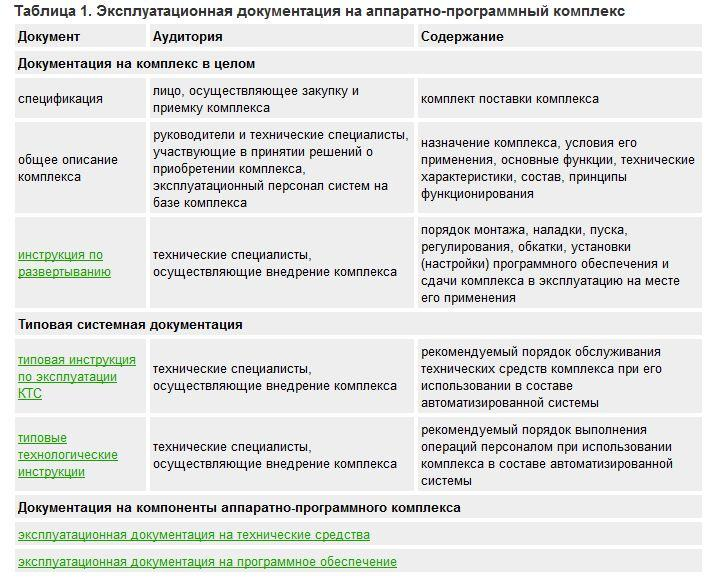 Таблица 1. Эксплуатационная документация на аппаратно-программный комплекс
Документ Аудитория Содержание
Документация на комплекс в целом
спецификация
лицо, осуществляющее закупку и
приемку комплекса
комплект поставки комплекса
общее описание
комплекса
руководители и технические специалисты,
участвующие в принятии решений о
приобретении комплекса,
эксплуатационный персонал систем на
базе комплекса
назначение комплекса, условия его
применения, основные функции, технические
характеристики, состав, принципы
функционирования
инструкция по
развертыванию
технические специалисты,
осуществляющие внедрение комплекса
порядок монтажа, наладки, пуска,
регулирования, обкатки, установки
(настройки) программного обеспечения и
сдачи комплекса в эксплуатацию на месте
его применения
Типовая системная документация
типовая инструкция
по эксплуатации
КТС
технические специалисты,
осуществляющие внедрение комплекса
рекомендуемый порядок обслуживания
технических средств комплекса при его
использовании в составе
автоматизированной системы
типовые
технологические
инструкции
технические специалисты,
осуществляющие внедрение комплекса
рекомендуемый порядок выполнения
операций персоналом при использовании
комплекса в составе автоматизированной
системы
Документация на компоненты аппаратно-программного комплекса
эксплуатационная документация на технические средства
эксплуатационная документация на программное обеспечение